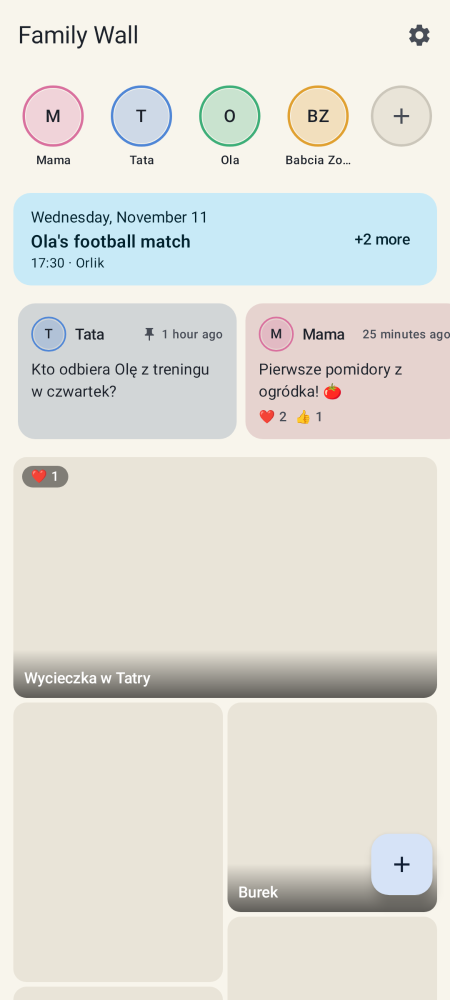 Family Wall
M
T
O
BZ
+
Mama
Tata
Ola
Babcia Zo...
Wednesday, November 11
Ola's football match
17:30 · Orlik
+2 more
T
Tata
1 hour ago
Kto odbiera Olę z treningu
w czwartek?
M
Mama
25 minutes ago
Pierwsze pomidory z
ogródka! 🍅
❤️ 2 👍 1
❤️ 1
Wycieczka w Tatry
Burek
+